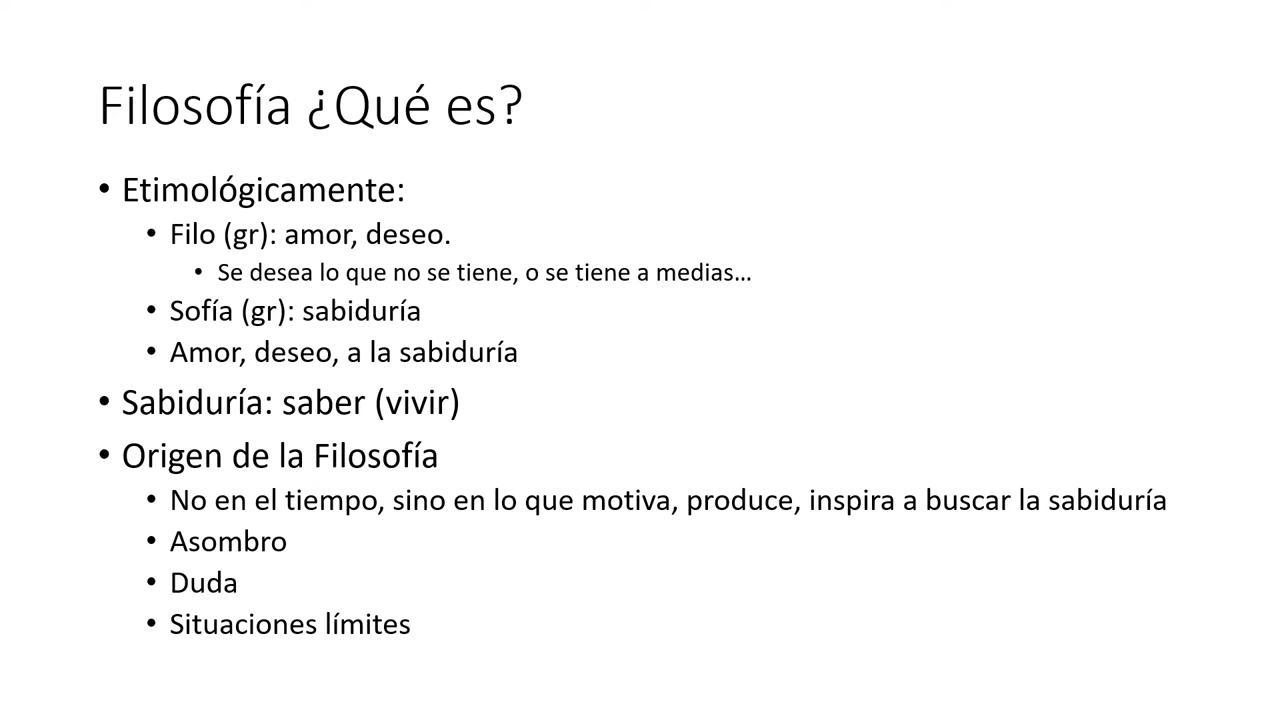 Filosofía ¿Qué es?
• Etimológicamente:
• Filo (gr): amor, deseo.
• Se desea lo que no se tiene, o se tiene a medias…
• Sofía (gr): sabiduría
• Amor, deseo, a la sabiduría
• Sabiduría: saber (vivir)
• Origen de la Filosofía
• No en el tiempo, sino en lo que motiva, produce, inspira a buscar la sabiduría
• Asombro
• Duda
• Situaciones límites